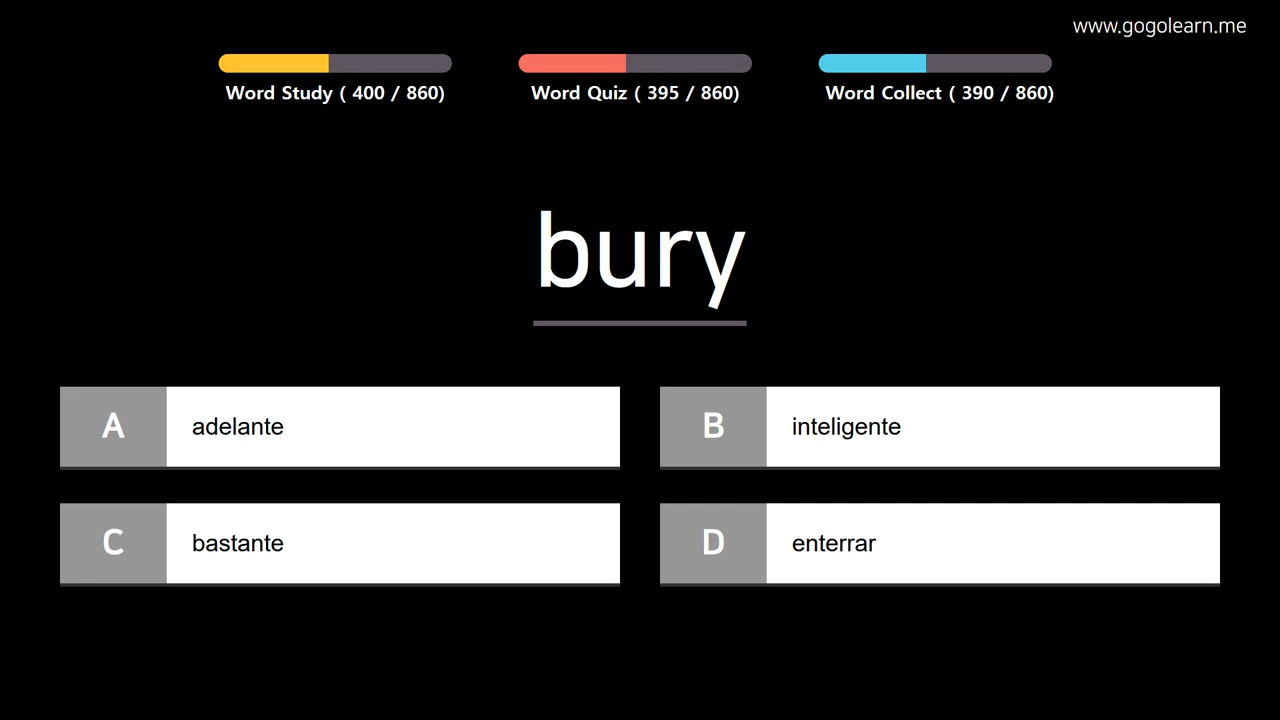 www.gogolearn.me
Word Study ( 400 / 860)
Word Quiz ( 395 / 860)
Word Collect ( 390 / 860)
bury
A adelante
B inteligente
C bastante
D enterrar